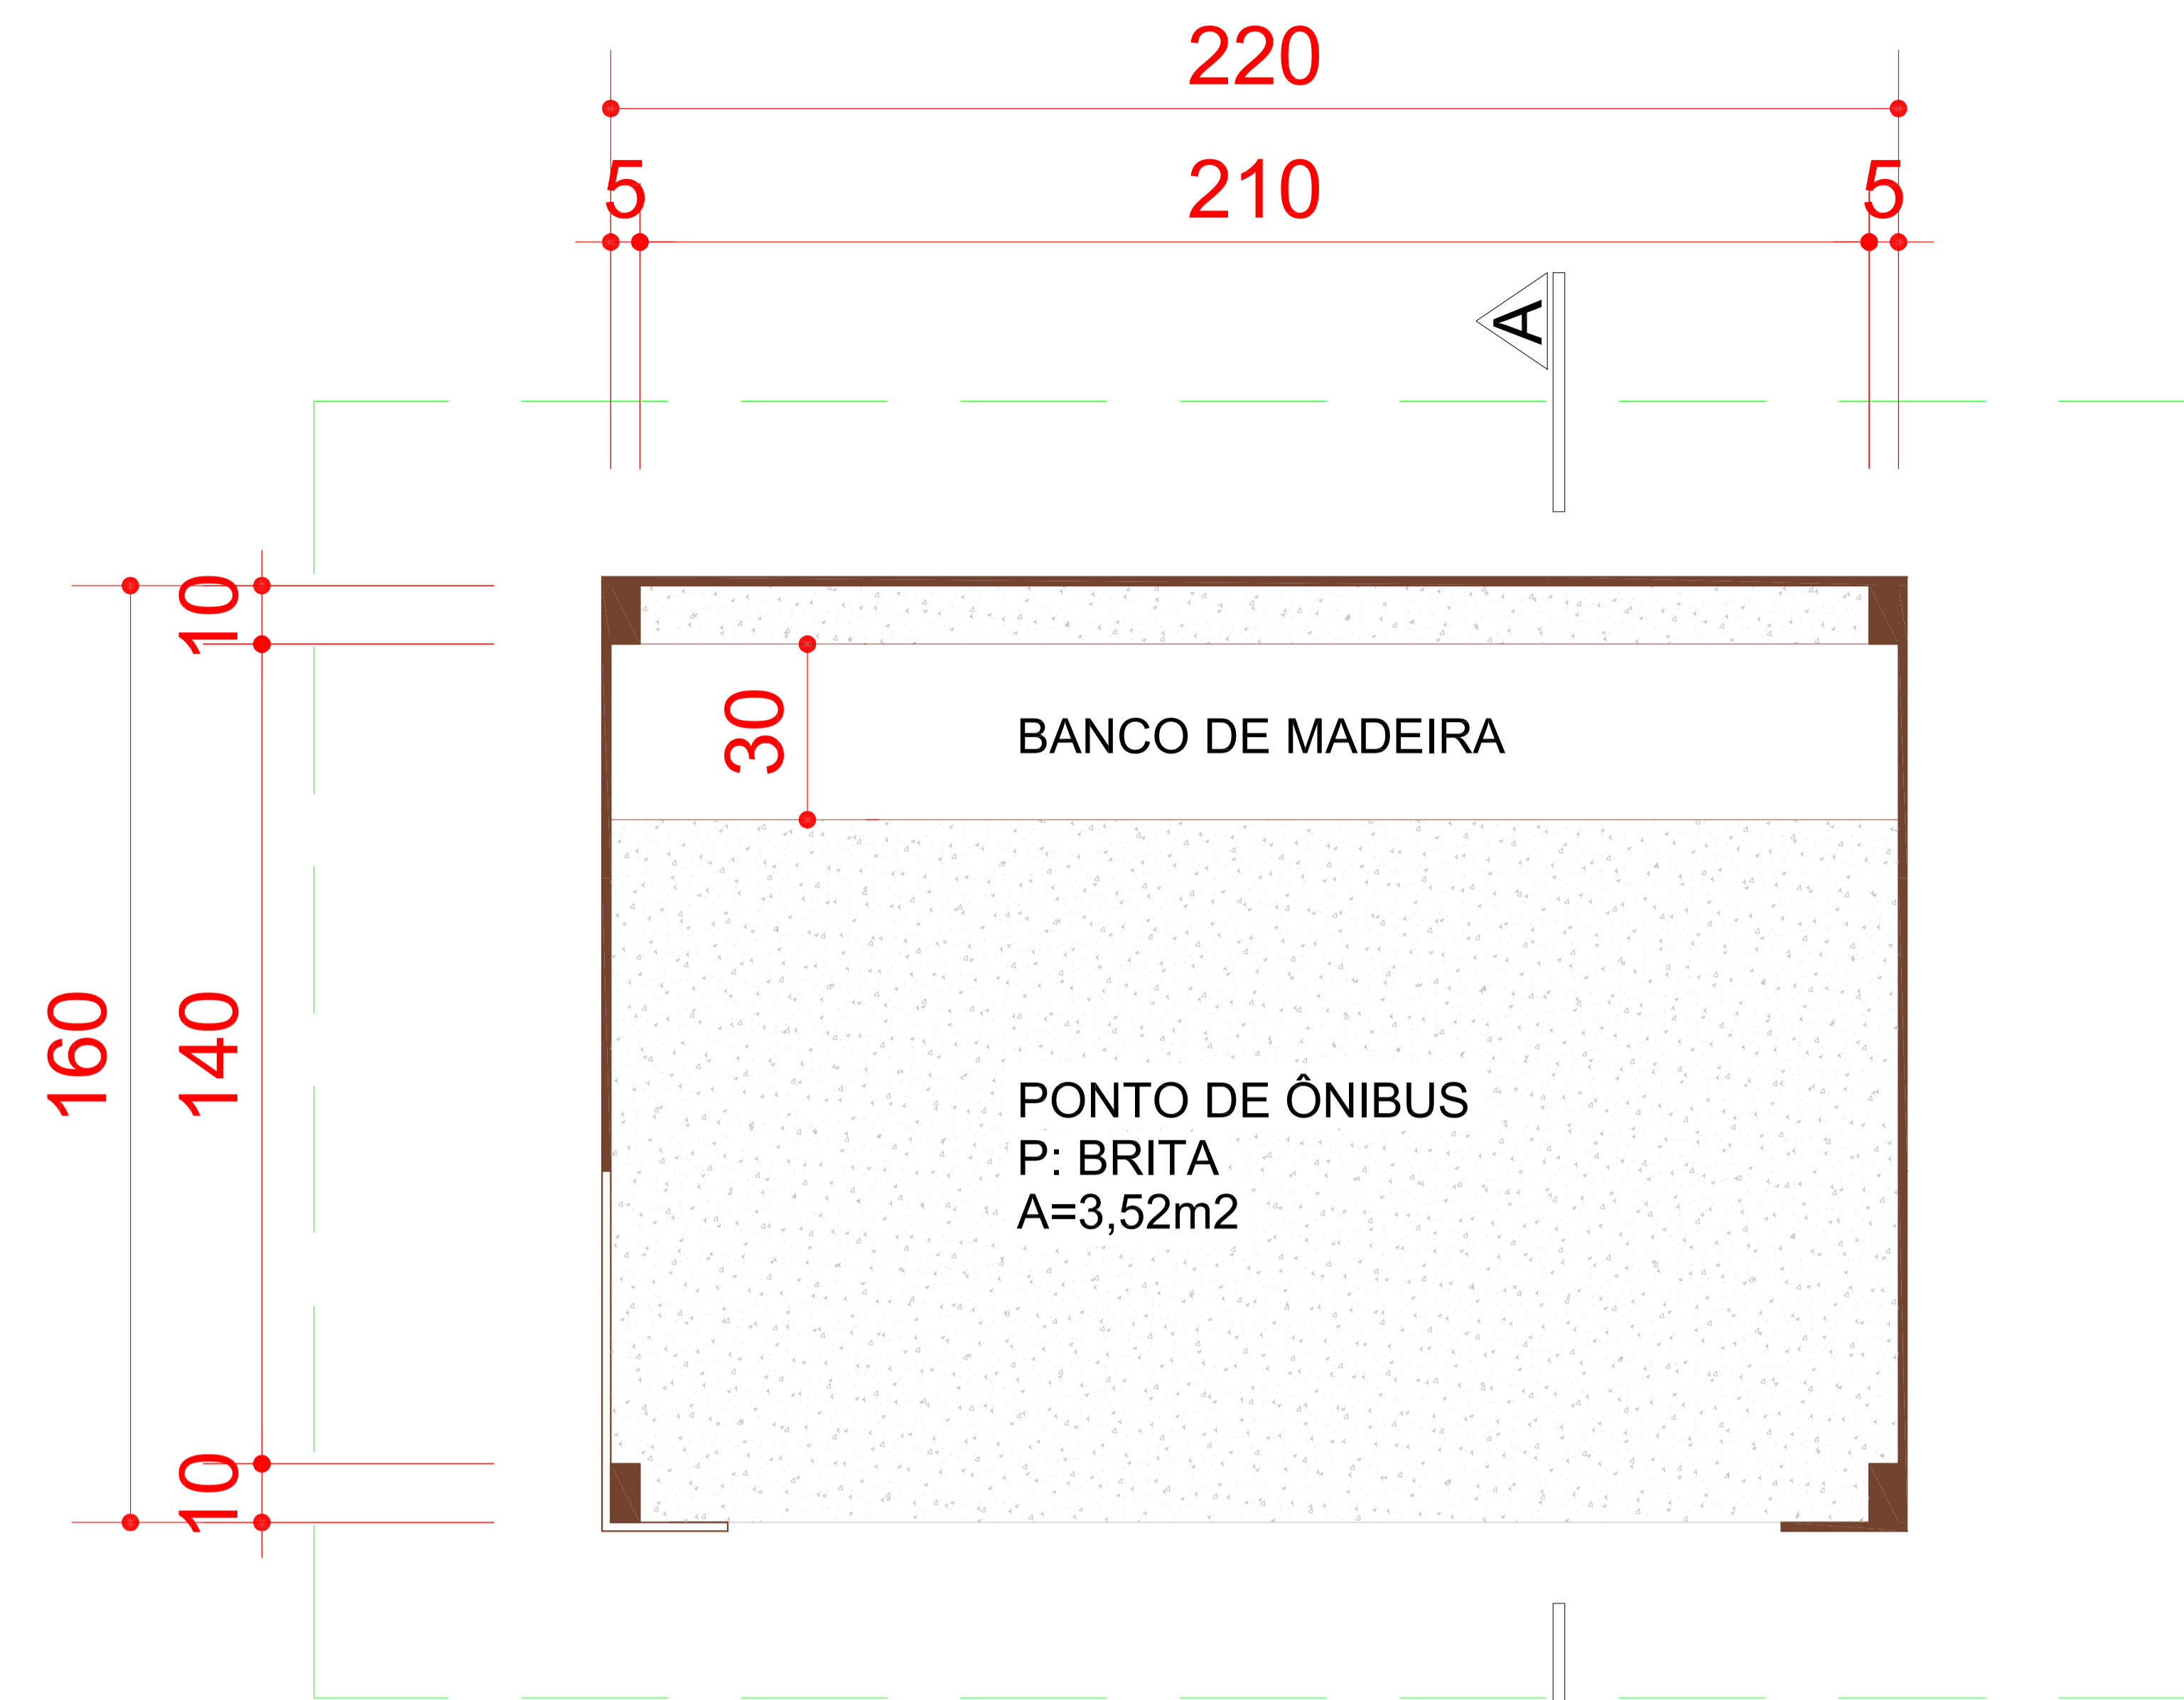 220
5
210
5
A
10
30
BANCO DE MADEIRA
160
140
PONTO DE ÔNIBUS
P: BRITA
A=3,52m2
10